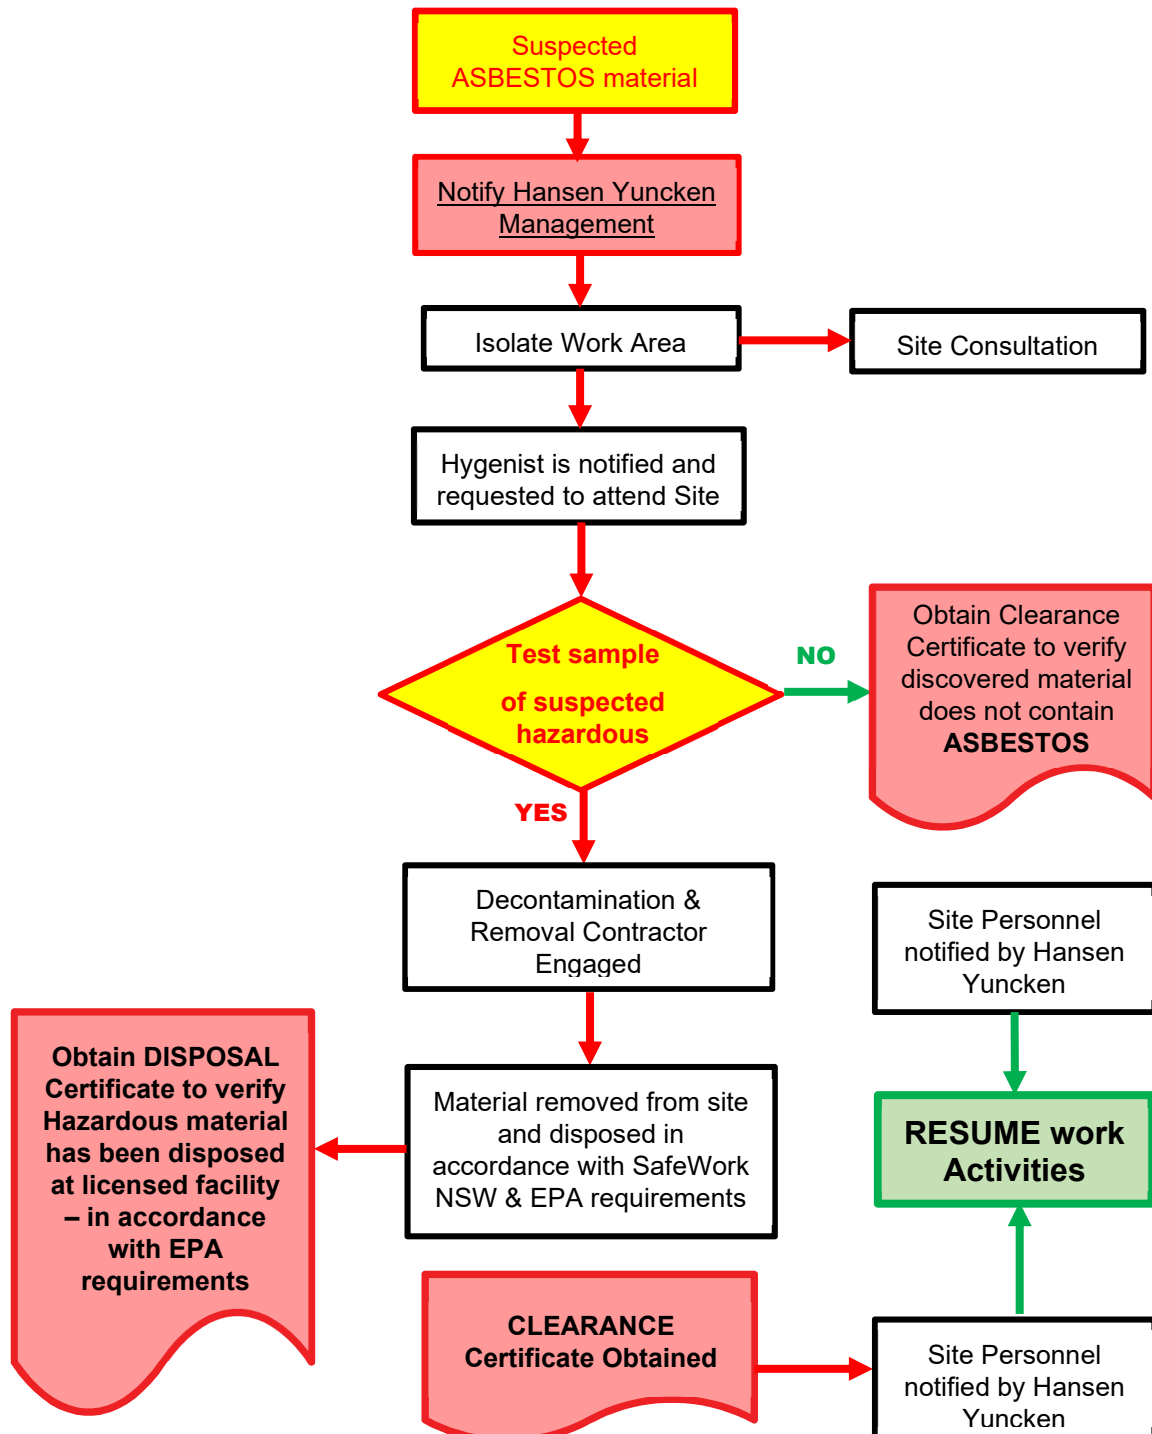 Suspected
ASBESTOS material
Notify Hansen Yuncken
Management
Isolate Work Area
Site Consultation
Hygenist is notified and
requested to attend Site
Test sample
of suspected
hazardous
NO
Obtain Clearance
Certificate to verify
discovered material
does not contain
ASBESTOS
YES
Decontamination &
Removal Contractor
Engaged
Site Personnel
notified by Hansen
Yuncken
Obtain DISPOSAL
Certificate to verify
Hazardous material
has been disposed
at licensed facility
– in accordance
with EPA
requirements
Material removed from site
and disposed in
accordance with SafeWork
NSW & EPA requirements
RESUME work
Activities
CLEARANCE
Certificate Obtained
Site Personnel
notified by Hansen
Yuncken